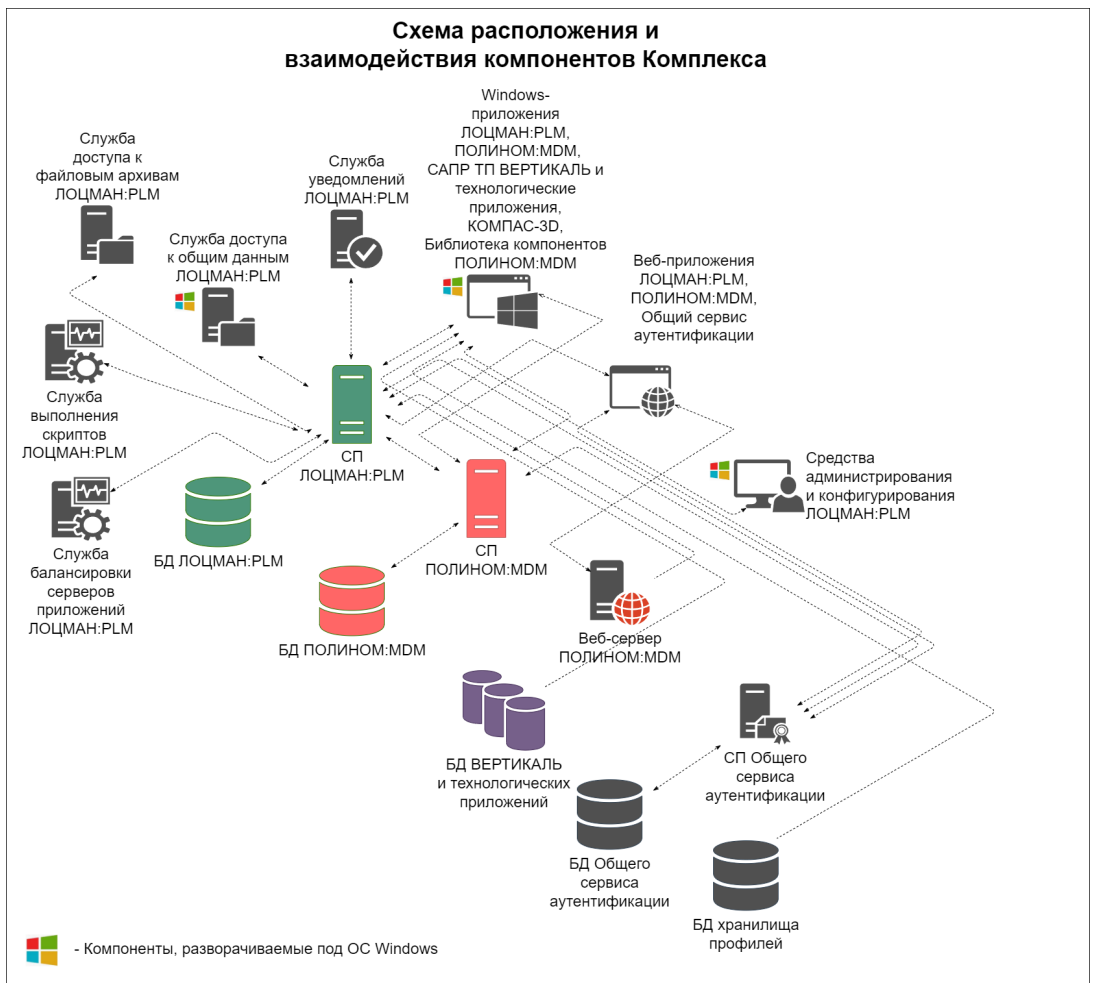 Схема расположения и
взаимодействия компонентов Комплекса
Служба
доступа к
файловым архивам
ЛОЦМАН:PLM
Служба доступа
к общим данным
ЛОЦМАН:PLM
Служба
уведомлений
ЛОЦМАН:PLM
Windows-
приложения
ЛОЦМАН:PLM,
ПОЛИНОМ:MDM,
САПР ТП ВЕРТИКАЛЬ и
технологические
приложения,
КОМПАС-3D,
Библиотека компонентов
ПОЛИНОМ:MDM
Веб-приложения
ЛОЦМАН:PLM,
ПОЛИНОМ:MDM,
Общий сервис
аутентификации
Служба
выполнения
скриптов
ЛОЦМАН:PLM
СП
ЛОЦМАН:PLM
Средства
администрирования
и конфигурирования
ЛОЦМАН:PLM
Служба
балансировки
серверов
приложений
ЛОЦМАН:PLM
БД ЛОЦМАН:PLM
СП
ПОЛИНОМ:MDM
БД ПОЛИНОМ:MDM
Веб-сервер
ПОЛИНОМ:MDM
БД ВЕРТИКАЛЬ
и технологических
приложений
СП Общего
сервиса
аутентификации
БД Общего
сервиса
аутентификации
БД хранилища
профилей
- Компоненты, разворачиваемые под ОС Windows